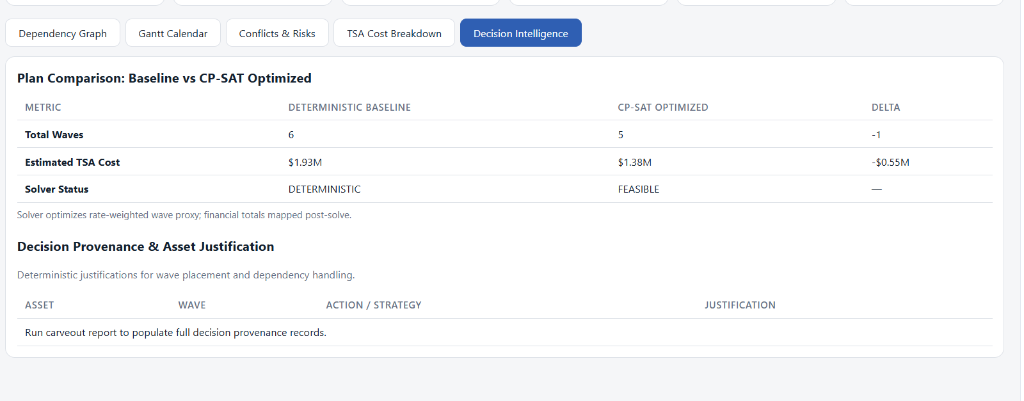 Dependency Graph Gantt Calendar Conflicts & Risks TSA Cost Breakdown Decision Intelligence
Plan Comparison: Baseline vs CP-SAT Optimized
METRIC DETERMINISTIC BASELINE CP-SAT OPTIMIZED DELTA
Total Waves 6 5 -1
Estimated TSA Cost $1.93M $1.38M -$0.55M
Solver Status DETERMINISTIC FEASIBLE —
Solver optimizes rate-weighted wave proxy; financial totals mapped post-solve.
Decision Provenance & Asset Justification
Deterministic justifications for wave placement and dependency handling.
ASSET WAVE ACTION / STRATEGY JUSTIFICATION
Run carveout report to populate full decision provenance records.